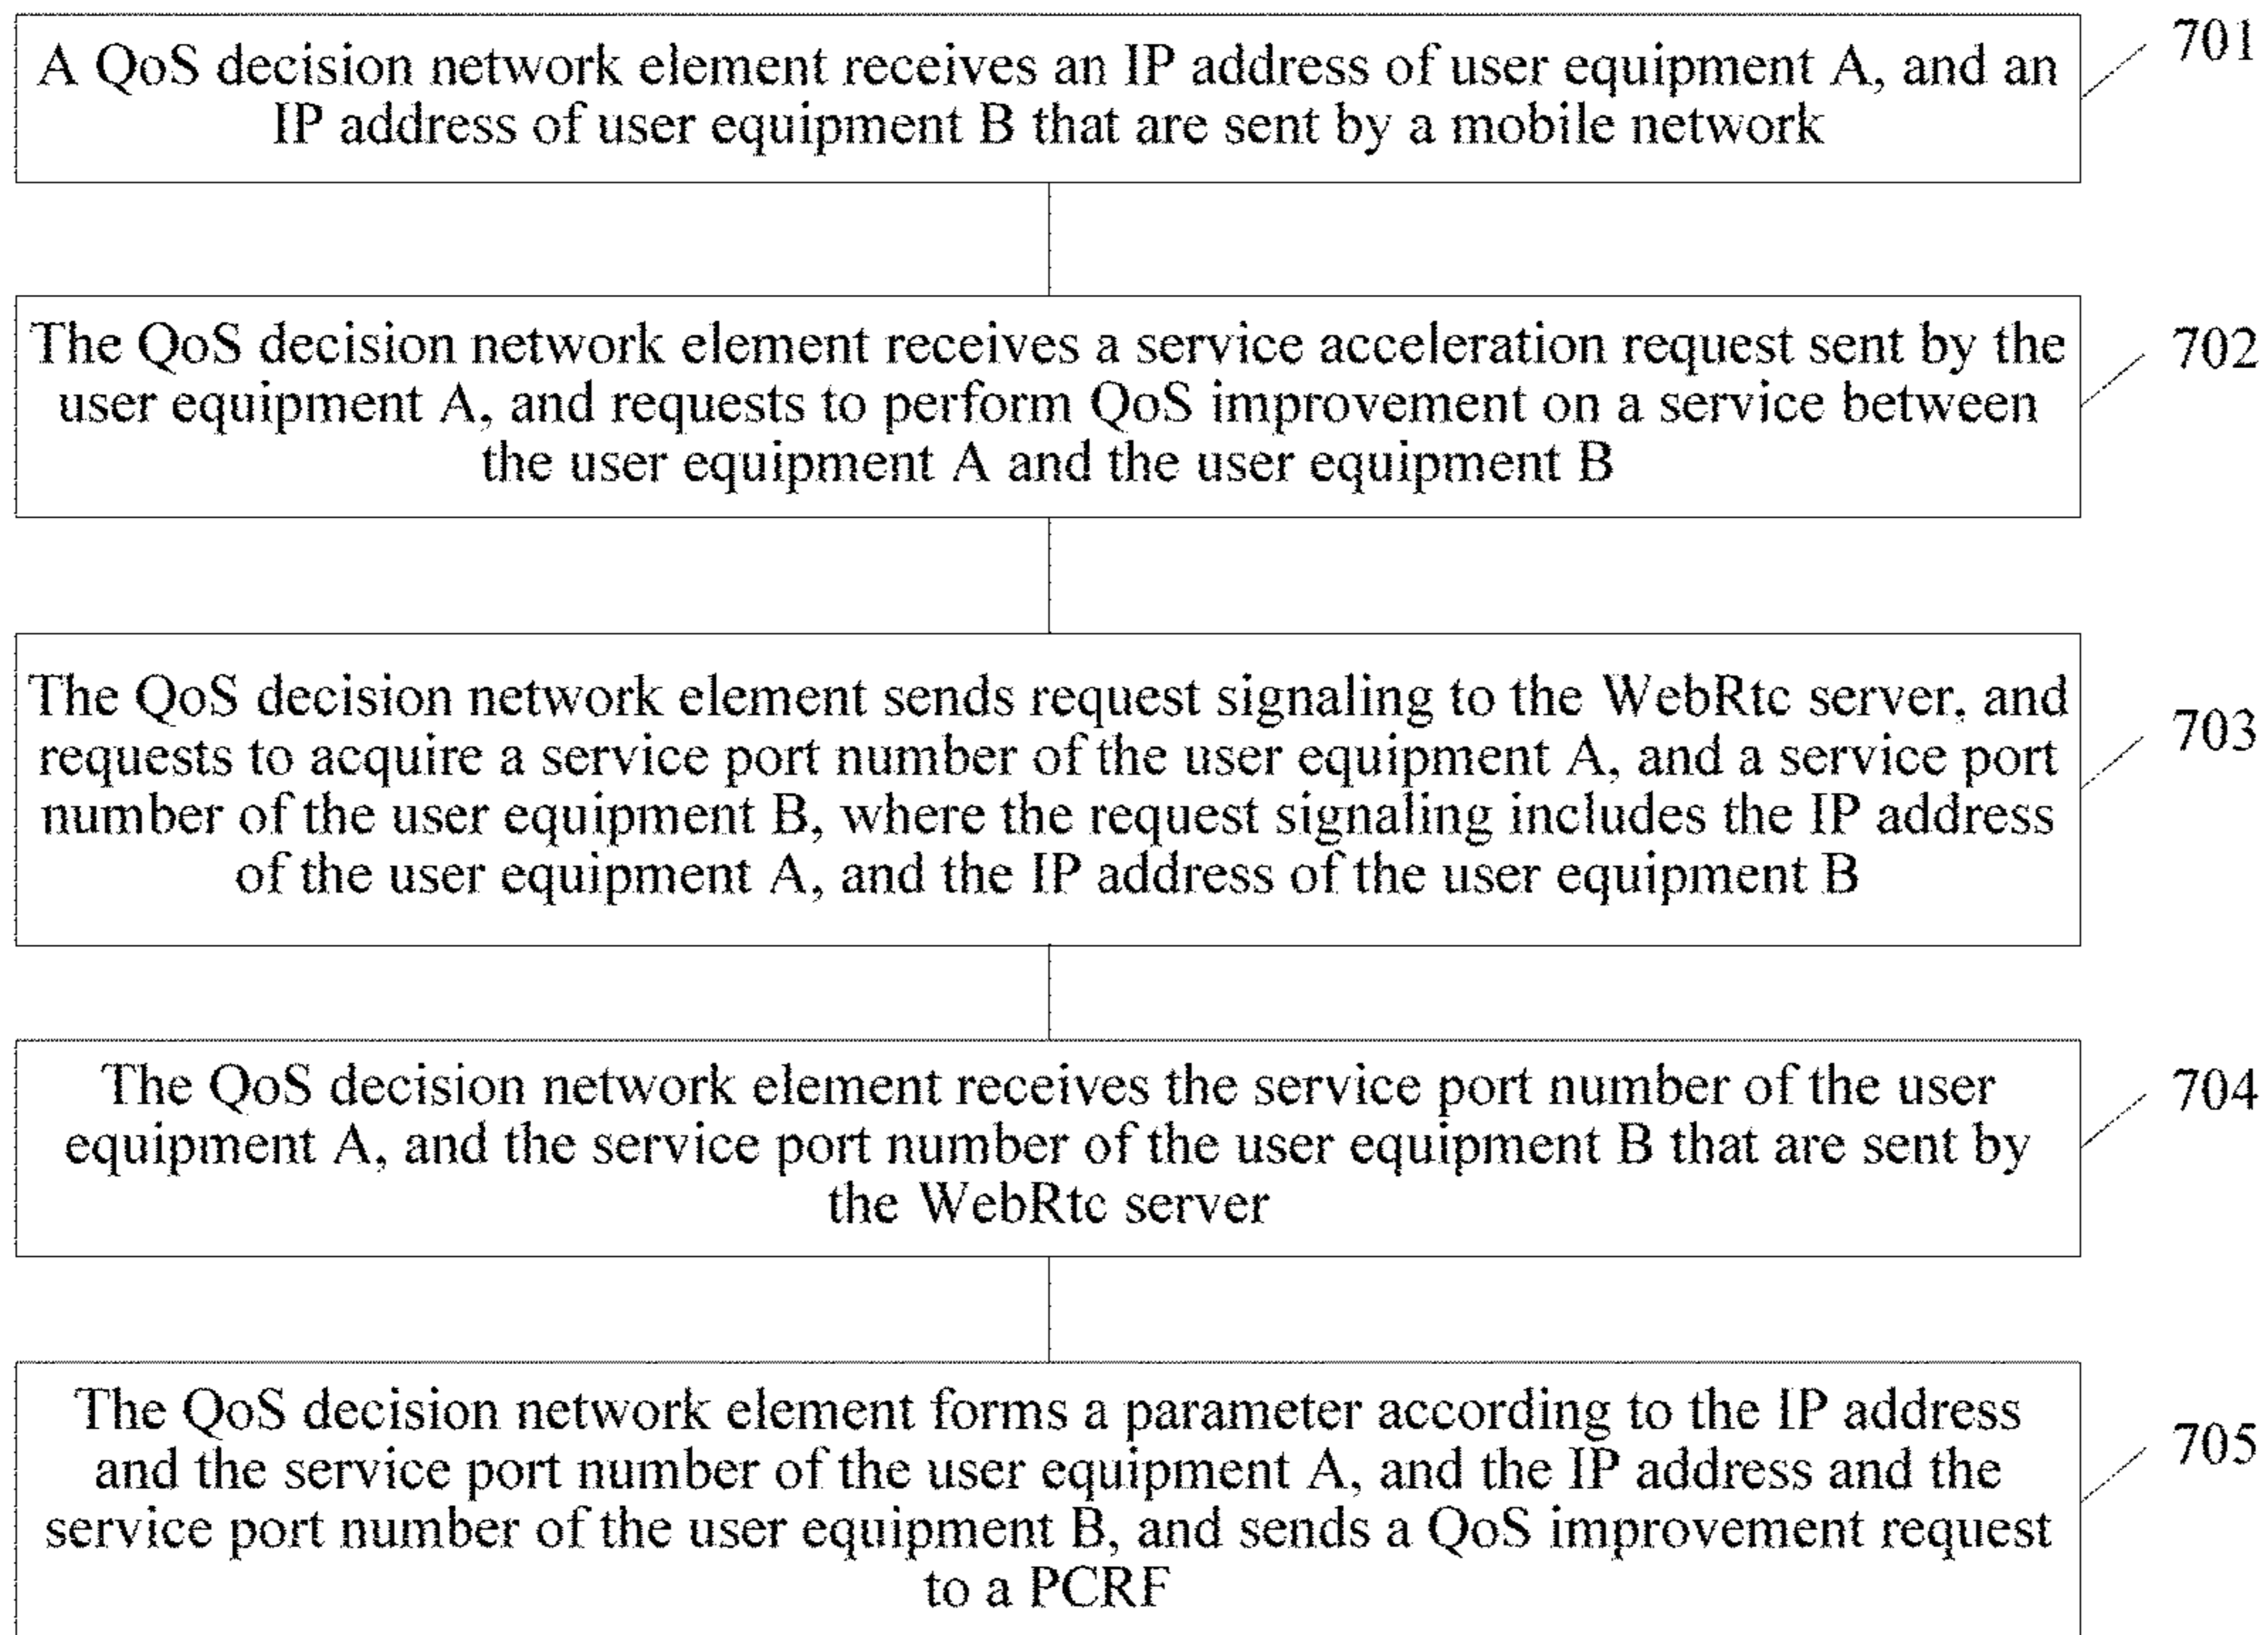 A QoS decision network element receives an IP address of user equipment A, and an
IP address of user equipment B that are sent by a mobile network
701
The QoS decision network element receives a service acceleration request sent by the
user equipment A, and requests to perform QoS improvement on a service between
the user equipment A and the user equipment B
702
The QoS decision network element sends request signaling to the WebRtc server, and
requests to acquire a service port number of the user equipment A, and a service port
number of the user equipment B, where the request signaling includes the IP address
of the user equipment A, and the IP address of the user equipment B
703
The QoS decision network element receives the service port number of the user
equipment A, and the service port number of the user equipment B that are sent by
the WebRtc server
704
The QoS decision network element forms a parameter according to the IP address
and the service port number of the user equipment A, and the IP address and the
service port number of the user equipment B, and sends a QoS improvement request
to a PCRF
705